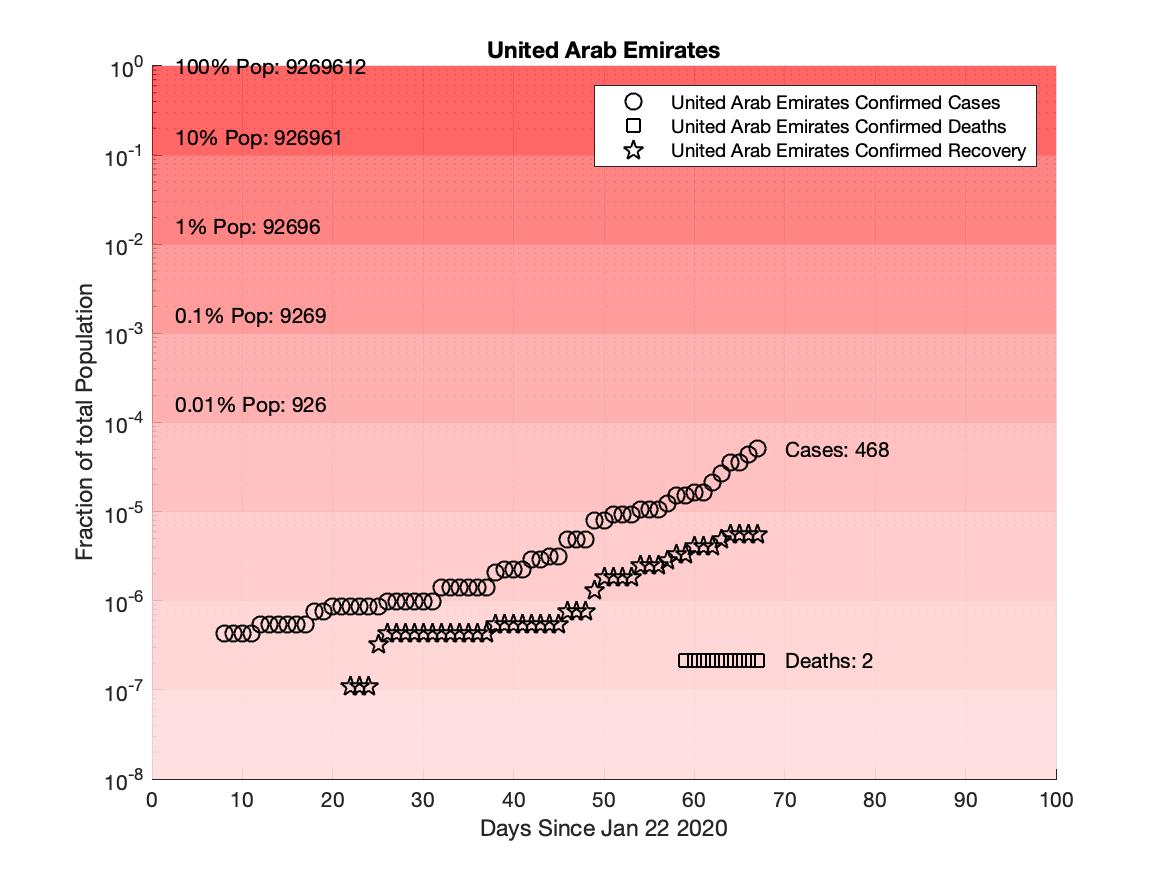 United Arab Emirates
10^0
100% Pop: 9269612
United Arab Emirates Confirmed Cases
United Arab Emirates Confirmed Deaths
10% Pop: 926961
United Arab Emirates Confirmed Recovery
10^-1
1% Pop: 92696
10^-2
0.1% Pop: 9269
10^-3
0.01% Pop: 926
10^-4
Cases: 468
10^-5
10^-6
Deaths: 2
10^-7
10^-8
Fraction of total Population
0 10 20 30 40 50 60 70 80 90 100
Days Since Jan 22 2020